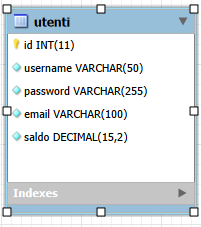 utenti
id INT(11)
username VARCHAR(50)
password VARCHAR(255)
email VARCHAR(100)
saldo DECIMAL(15,2)
Indexes